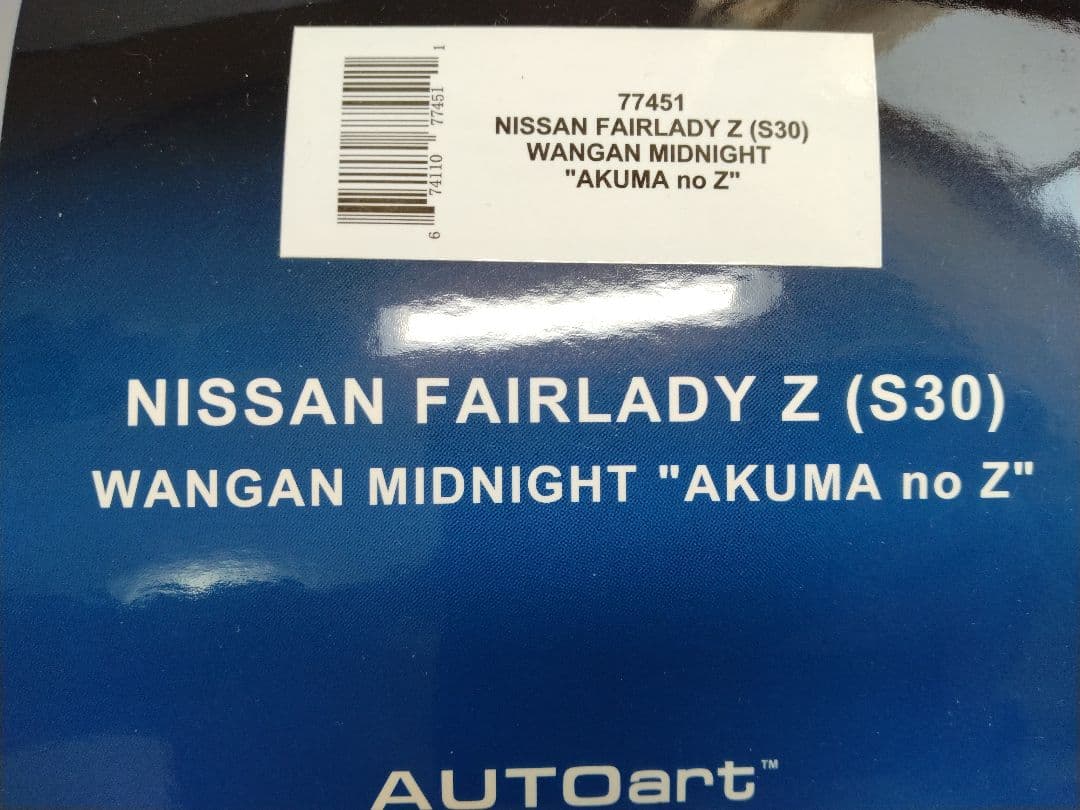 6 74110 77451 1
77451
NISSAN FAIRLADY Z (S30)
WANGAN MIDNIGHT
"AKUMA no Z"
NISSAN FAIRLADY Z (S30)
WANGAN MIDNIGHT "AKUMA no Z"
AUTOart™